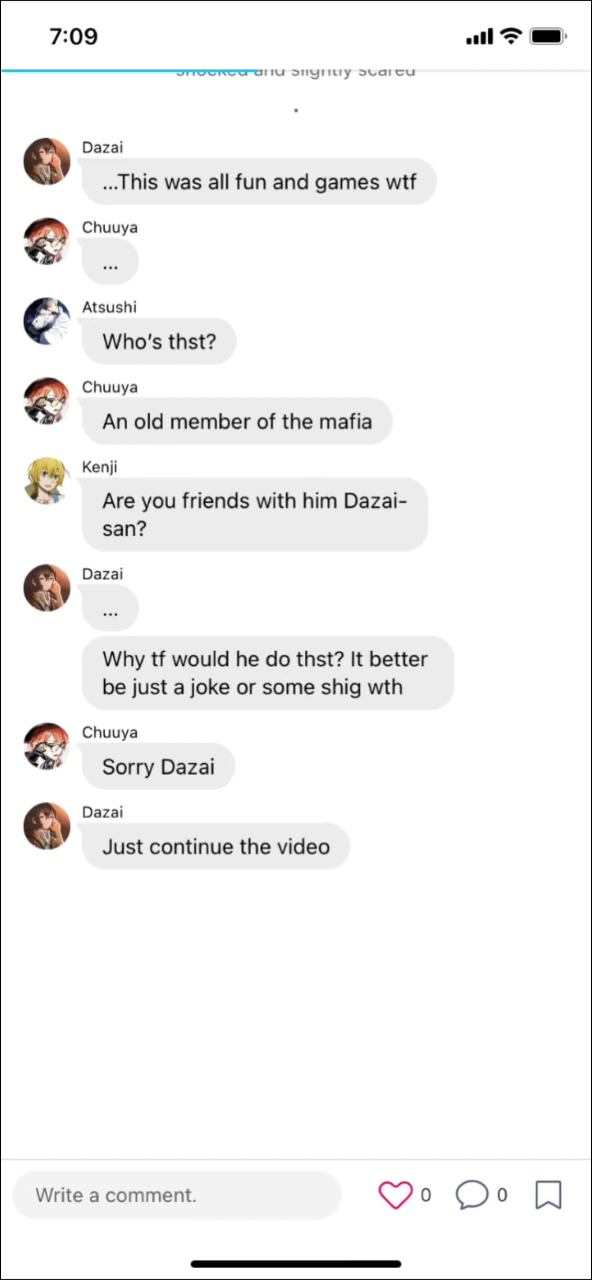 7:09
shocked and slightly scared
.
Dazai
...This was all fun and games wtf
Chuuya
...
Atsushi
Who's thst?
Chuuya
An old member of the mafia
Kenji
Are you friends with him Dazai-
san?
Dazai
...
Why tf would he do thst? It better
be just a joke or some shig wth
Chuuya
Sorry Dazai
Dazai
Just continue the video
Write a comment.
0
0